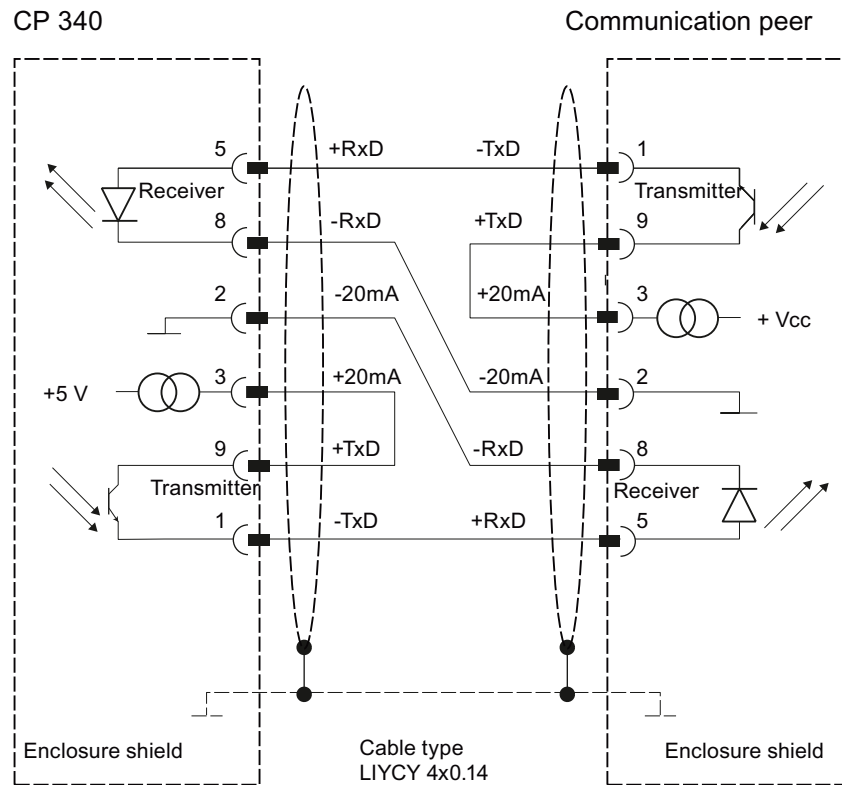 CP 340
Communication peer
5 +RxD -TxD 1
Receiver Transmitter
8 -RxD +TxD 9
2 -20mA +20mA 3
+ Vcc
+5 V 3 +20mA -20mA 2
9 +TxD -RxD 8
Transmitter Receiver
1 -TxD +RxD 5
Enclosure shield Cable type Enclosure shield
LIYCY 4x0.14